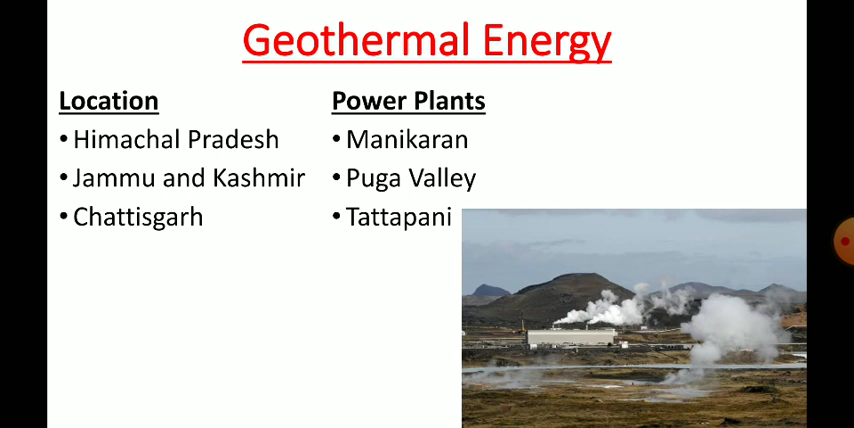 Geothermal Energy
Location Power Plants
• Himachal Pradesh • Manikaran
• Jammu and Kashmir • Puga Valley
• Chattisgarh • Tattapani